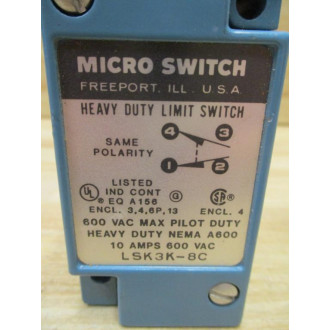 MICRO SWITCH
FREEPORT, ILL. U.S.A.
HEAVY DUTY LIMIT SWITCH
4 3
SAME
POLARITY
1 2
LISTED
IND CONT
UL ® EQ A156 G SA ®
ENCL. 3,4,6P,13 ENCL. 4
600 VAC MAX PILOT DUTY
HEAVY DUTY NEMA A600
10 AMPS 600 VAC
LSK3K-8C